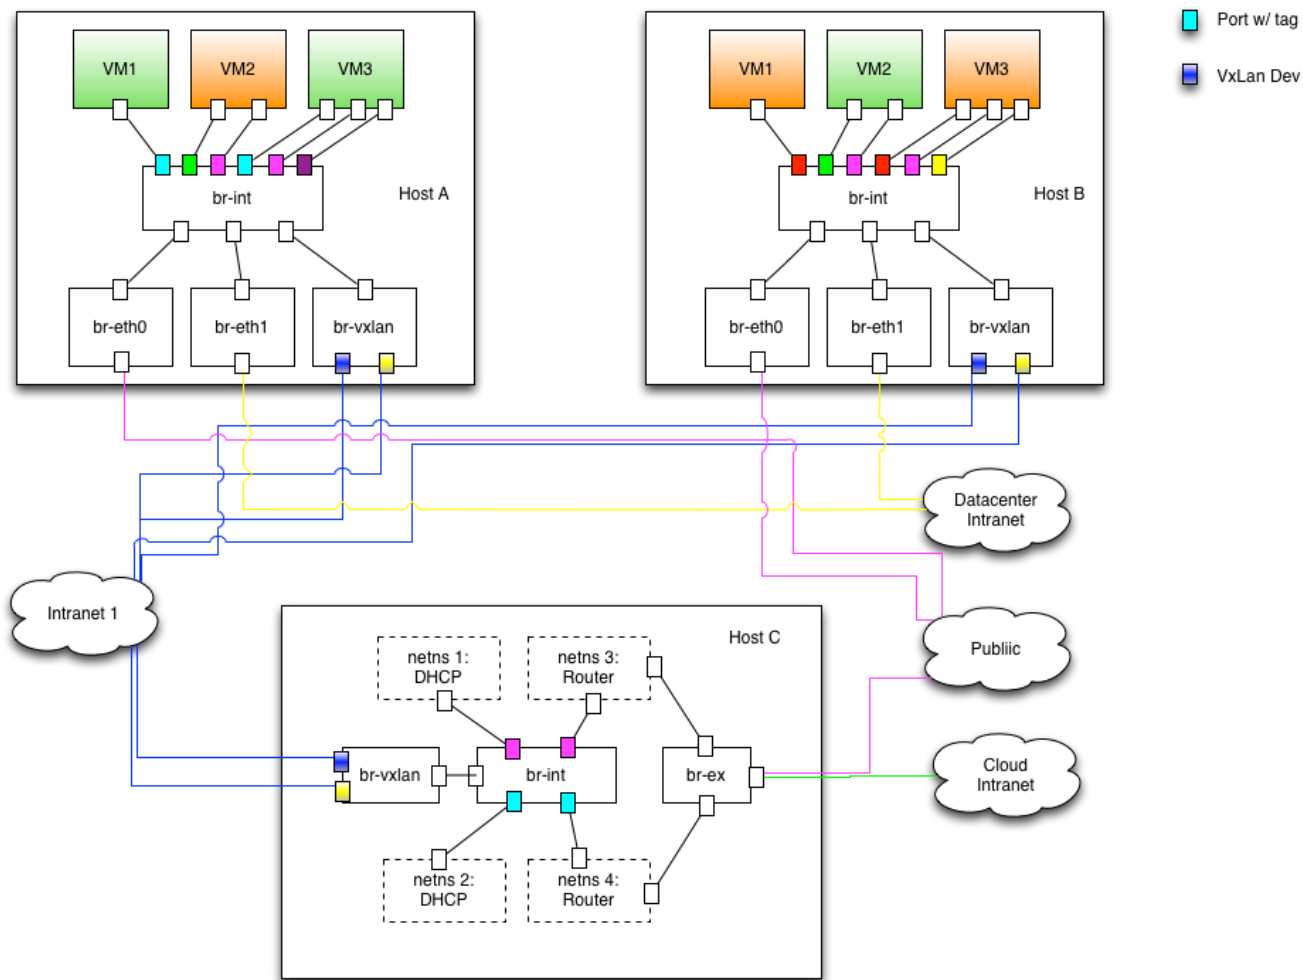 Port w/ tag
VxLan Dev
VM1
VM2
VM3
br-int
Host A
br-eth0
br-eth1
br-vxlan
VM1
VM2
VM3
br-int
Host B
br-eth0
br-eth1
br-vxlan
Datacenter
Intranet
Intranet 1
Publiic
Cloud
Intranet
Host C
netns 1:
DHCP
netns 3:
Router
br-vxlan
br-int
br-ex
netns 2:
DHCP
netns 4:
Router